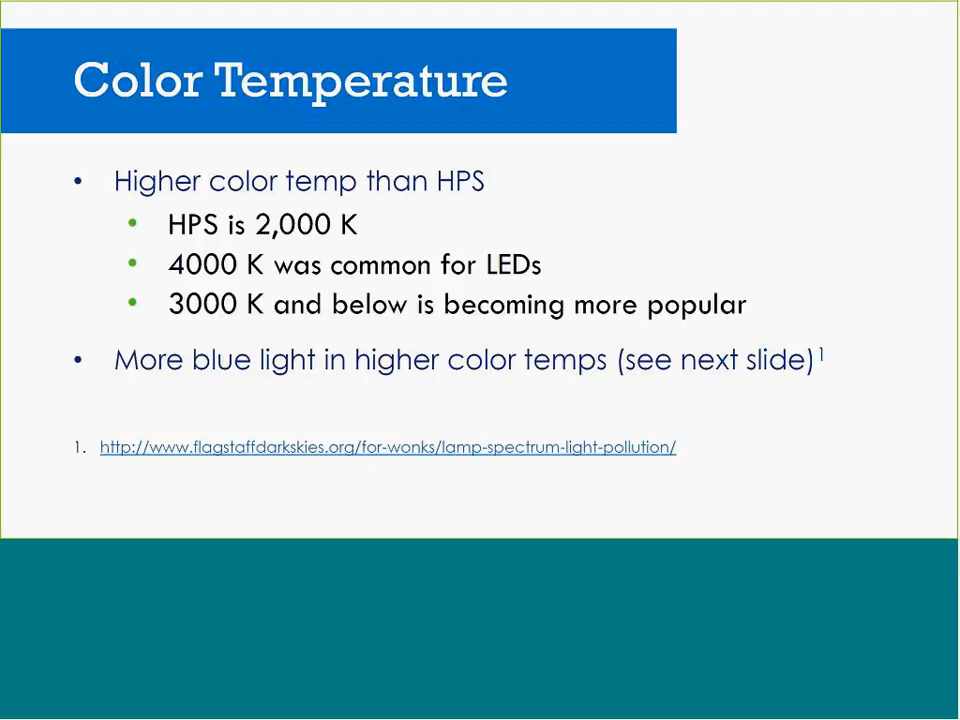 Color Temperature
• Higher color temp than HPS
• HPS is 2,000 K
• 4000 K was common for LEDs
• 3000 K and below is becoming more popular
• More blue light in higher color temps (see next slide)1
1. http://www.flagstaffdarkskies.org/for-wonks/lamp-spectrum-light-pollution/